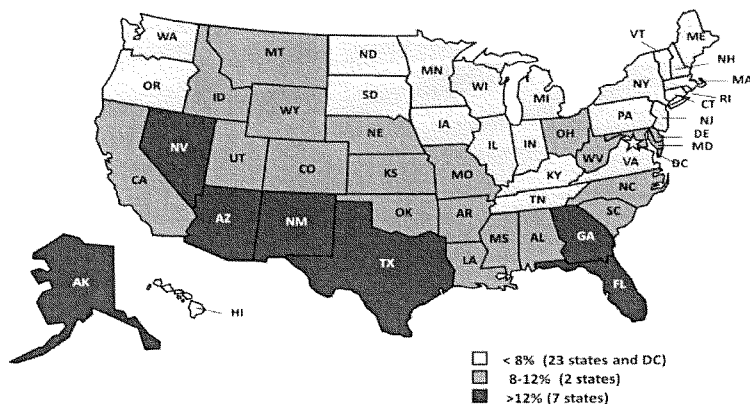 WA
MT
ND
MN
VT
ME
NH
OR
ID
SD
WI
MI
NY
MA
WY
RI
CT
IA
PA
NJ
NV
NE
IL
IN
OH
DE
MD
UT
CO
WV
VA
DC
CA
KS
MO
KY
NC
TN
AZ
NM
OK
AR
SC
MS
AL
GA
TX
LA
AK
FL
HI
< 8% (23 states and DC)
8-12% (2 states)
>12% (7 states)